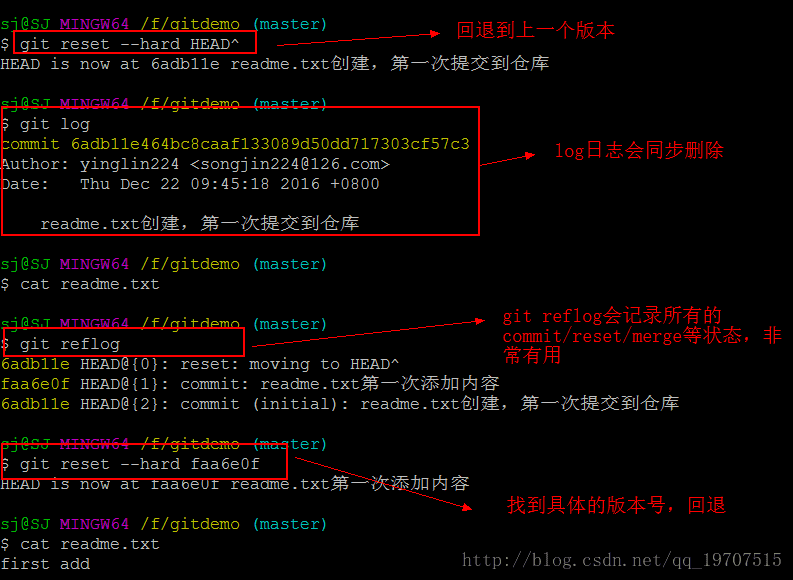 sj@SJ MINGW64 /f/gitdemo (master)
$ git reset --hard HEAD^
回退到上一个版本
HEAD is now at 6adb11e readme.txt创建，第一次提交到仓库
sj@SJ MINGW64 /f/gitdemo (master)
$ git log
commit 6adb11e464bc8caaf133089d50dd717303cf57c3
log日志会同步删除
Author: yinglin224 <songjin224@126.com>
Date:   Thu Dec 22 09:45:18 2016 +0800
readme.txt创建，第一次提交到仓库
sj@SJ MINGW64 /f/gitdemo (master)
$ cat readme.txt
sj@SJ MINGW64 /f/gitdemo (master)
$ git reflog
git reflog会记录所有的
commit/reset/merge等状态，非
常有用
6adb11e HEAD@{0}: reset: moving to HEAD^
faa6e0f HEAD@{1}: commit: readme.txt第一次添加内容
6adb11e HEAD@{2}: commit (initial): readme.txt创建，第一次提交到仓库
sj@SJ MINGW64 /f/gitdemo (master)
$ git reset --hard faa6e0f
HEAD is now at faa6e0f readme.txt第一次添加内容
找到具体的版本号，回退
sj@SJ MINGW64 /f/gitdemo (master)
$ cat readme.txt
first add
http://blog.csdn.net/qq_19707515